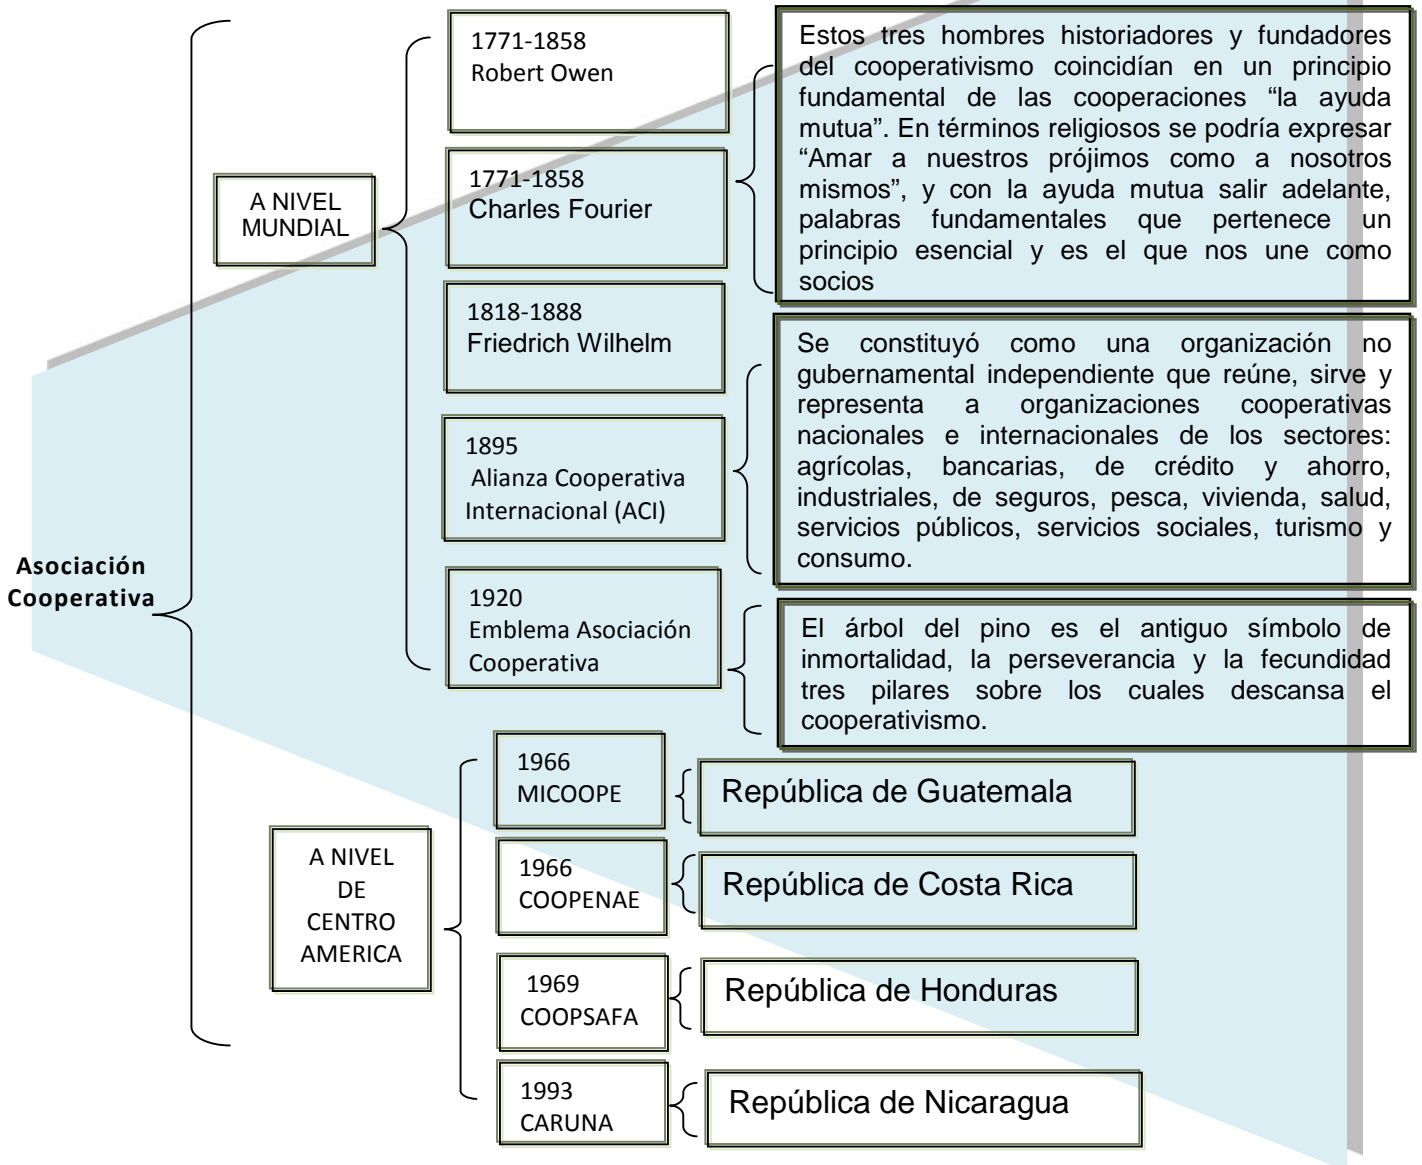 Asociación
Cooperativa
A NIVEL
MUNDIAL
1771-1858
Robert Owen
1771-1858
Charles Fourier
1818-1888
Friedrich Wilhelm
Estos tres hombres historiadores y fundadores
del cooperativismo coincidían en un principio
fundamental de las cooperaciones “la ayuda
mutua”. En términos religiosos se podría expresar
“Amar a nuestros prójimos como a nosotros
mismos”, y con la ayuda mutua salir adelante,
palabras fundamentales que pertenece un
principio esencial y es el que nos une como
socios
1895
Alianza Cooperativa
Internacional (ACI)
Se constituyó como una organización no
gubernamental independiente que reúne, sirve y
representa a organizaciones cooperativas
nacionales e internacionales de los sectores:
agrícolas, bancarias, de crédito y ahorro,
industriales, de seguros, pesca, vivienda, salud,
servicios públicos, servicios sociales, turismo y
consumo.
1920
Emblema Asociación
Cooperativa
El árbol del pino es el antiguo símbolo de
inmortalidad, la perseverancia y la fecundidad
tres pilares sobre los cuales descansa el
cooperativismo.
A NIVEL
DE
CENTRO
AMERICA
1966
MICOOPE
República de Guatemala
1966
COOPENAE
República de Costa Rica
1969
COOPSAFA
República de Honduras
1993
CARUNA
República de Nicaragua